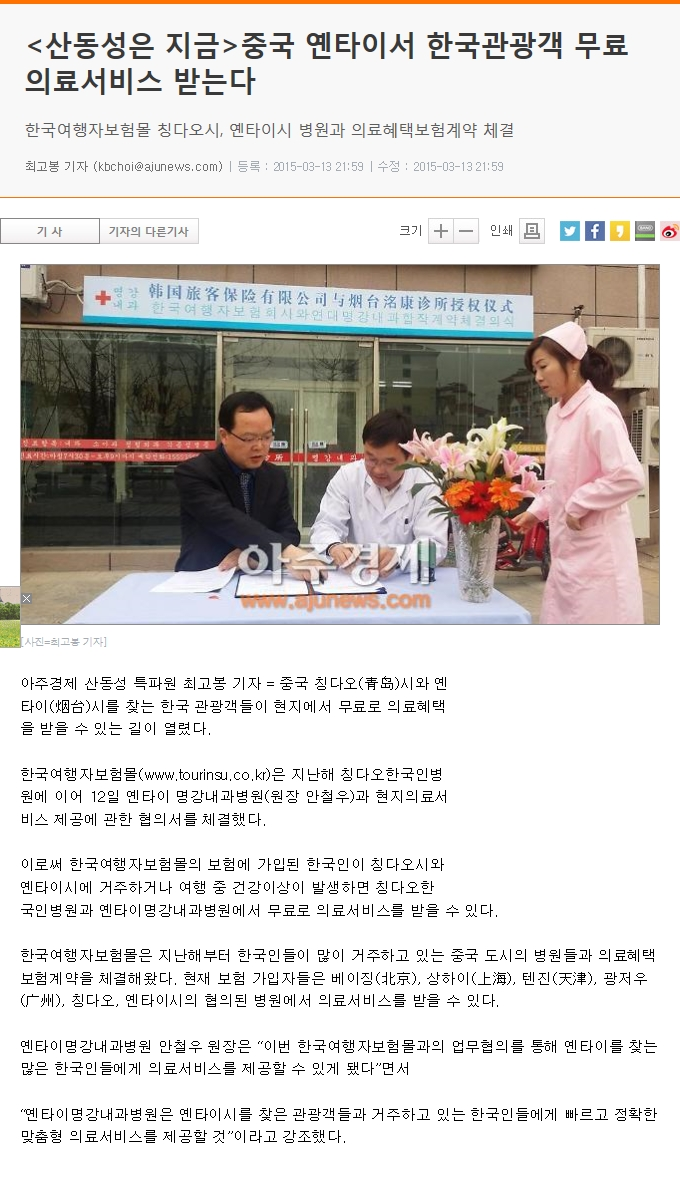 <산동성은 지금>중국 옌타이서 한국관광객 무료
의료서비스 받는다
한국여행자보험몰 칭다오시, 옌타이시 병원과 의료혜택보험계약 체결
최고봉 기자 (kbchoi@ajunews.com) | 등록 : 2015-03-13 21:59 | 수정 : 2015-03-13 21:59
기 사 기자의 다른기사 크기 인쇄
명강
내과
韩国旅客保险有限公司与烟台洺康诊所授权仪式
한국여행자보험회사와연대명강내과합작계약체결의식
명강내과
아주경제
www.ajunews.com
[사진=최고봉 기자]
아주경제 산동성 특파원 최고봉 기자 = 중국 칭다오(青岛)시와 옌
타이(烟台)시를 찾는 한국 관광객들이 현지에서 무료로 의료혜택
을 받을 수 있는 길이 열렸다.
한국여행자보험몰(www.tourinsu.co.kr)은 지난해 칭다오한국인병
원에 이어 12일 옌타이 명강내과병원(원장 안철우)과 현지의료서
비스 제공에 관한 협의서를 체결했다.
이로써 한국여행자보험몰의 보험에 가입된 한국인이 칭다오시와
옌타이시에 거주하거나 여행 중 건강이상이 발생하면 칭다오한
국인병원과 옌타이명강내과병원에서 무료로 의료서비스를 받을 수 있다.
한국여행자보험몰은 지난해부터 한국인들이 많이 거주하고 있는 중국 도시의 병원들과 의료혜택
보험계약을 체결해왔다. 현재 보험 가입자들은 베이징(北京), 상하이(上海), 텐진(天津), 광저우
(广州), 칭다오, 옌타이시의 협의된 병원에서 의료서비스를 받을 수 있다.
옌타이명강내과병원 안철우 원장은 “이번 한국여행자보험몰과의 업무협의를 통해 옌타이를 찾는
많은 한국인들에게 의료서비스를 제공할 수 있게 됐다”면서
“옌타이명강내과병원은 옌타이시를 찾은 관광객들과 거주하고 있는 한국인들에게 빠르고 정확한
맞춤형 의료서비스를 제공할 것”이라고 강조했다.